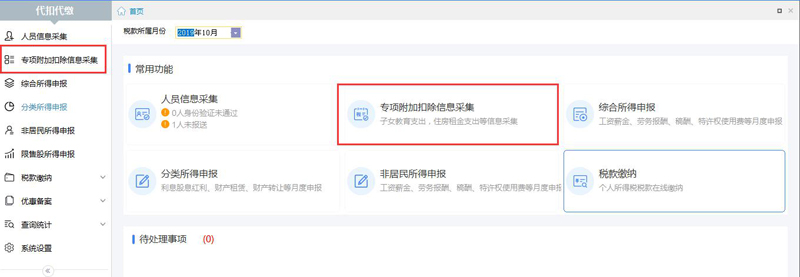 代扣代缴
首页
人员信息采集
专项附加扣除信息采集
综合所得申报
分类所得申报
非居民所得申报
限售股所得申报
税款缴纳
优惠备案
查询统计
系统设置
税款所属月份 2019年10月
常用功能
人员信息采集
0人身份验证未通过
1人未报送
专项附加扣除信息采集
子女教育支出，住房租金支出等信息采集
综合所得申报
工资薪金、劳务报酬、稿酬、特许权使用费等月度申报
分类所得申报
利息股息红利、财产租赁、财产转让等月度申报
非居民所得申报
工资薪金、劳务报酬、稿酬、特许权使用费等月度申报
税款缴纳
个人所得税税款在线缴纳
待处理事项 (0)